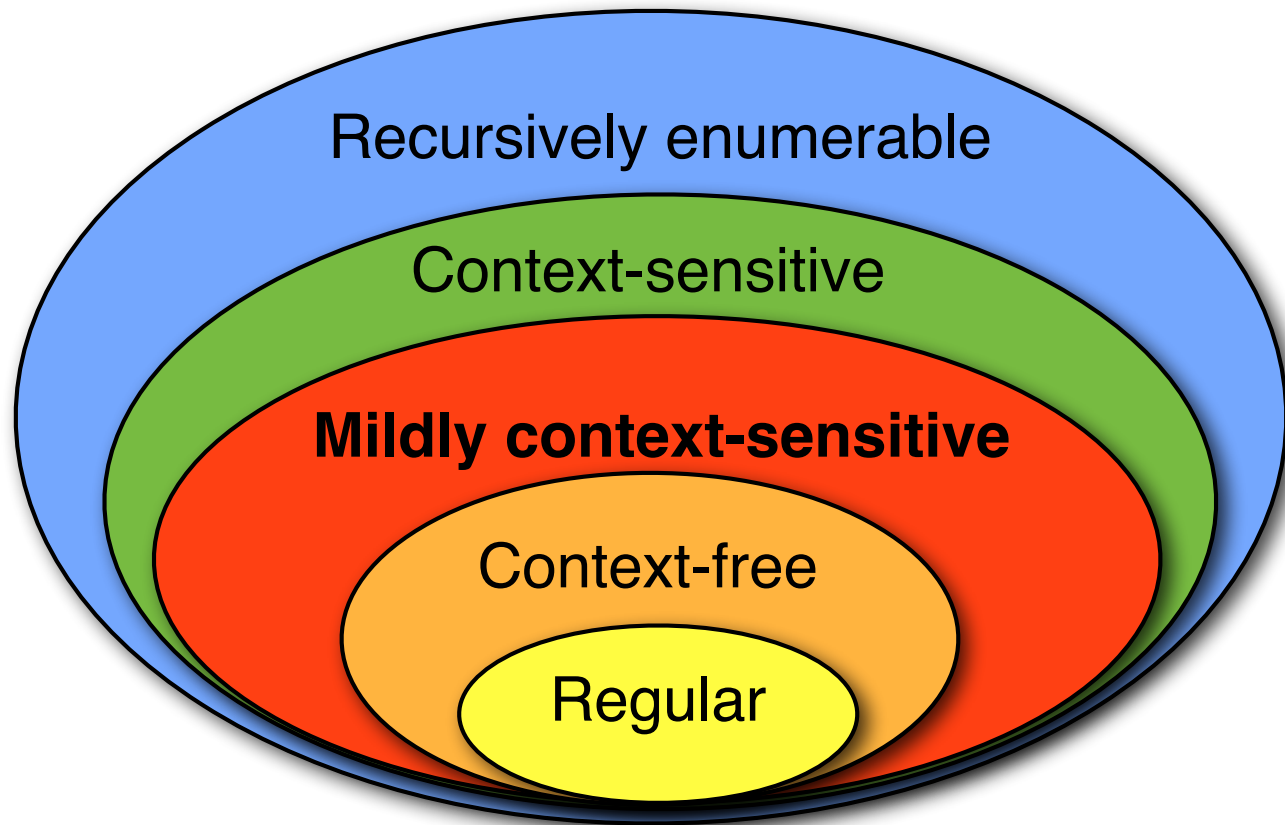 Recursively enumerable
Context-sensitive
Mildly context-sensitive
Context-free
Regular